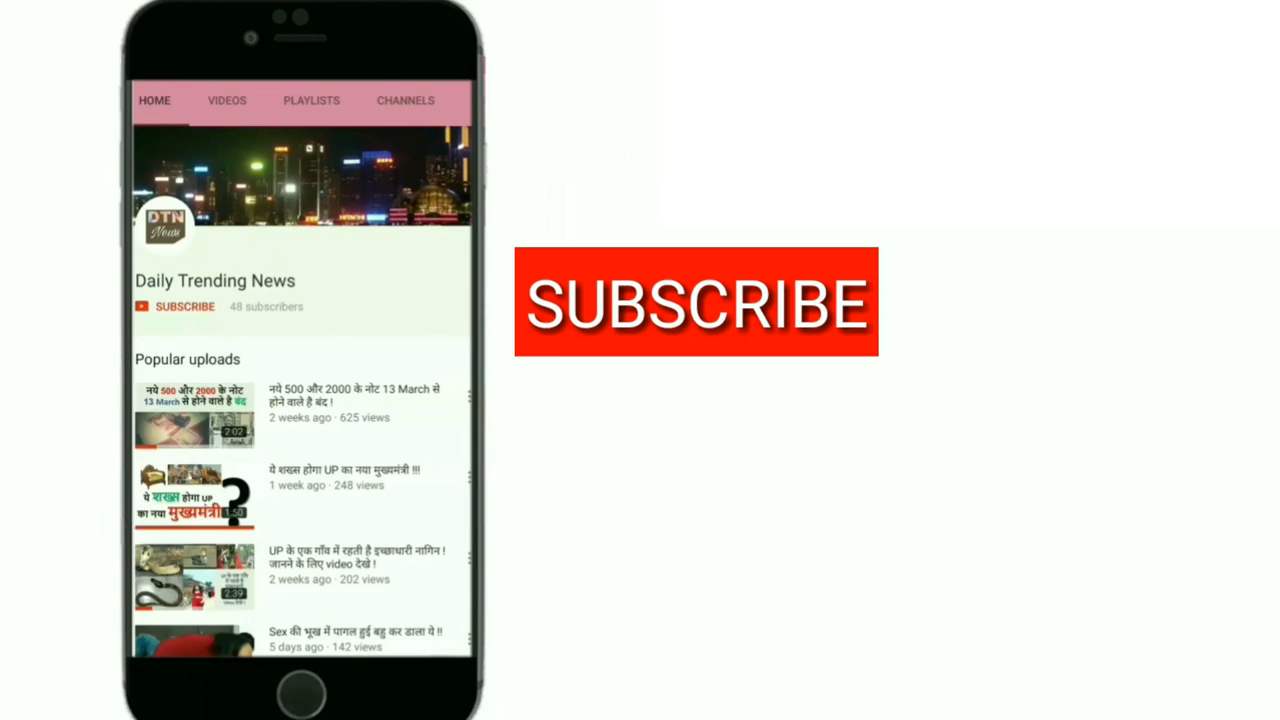 HOME VIDEOS PLAYLISTS CHANNELS
HITACHI
DTN
News
Daily Trending News
SUBSCRIBE 48 subscribers
SUBSCRIBE
Popular uploads
नये 500 और 2000 के नोट
13 March से होने वाले है बंद
2:02
नये 500 और 2000 के नोट 13 March से
होने वाले है बंद !
2 weeks ago · 625 views
ये शख्स होगा UP
का नया मुख्यमंत्री
?
1:50
ये शख्स होगा UP का नया मुख्यमंत्री !!!
1 week ago · 248 views
2:39
UP के एक गाँव में रहती है इच्छाधारी नागिन !
जानने के लिए video देखे !
2 weeks ago · 202 views
Sex की भूख में पागल हुई बहु कर डाला ये !!
5 days ago · 142 views